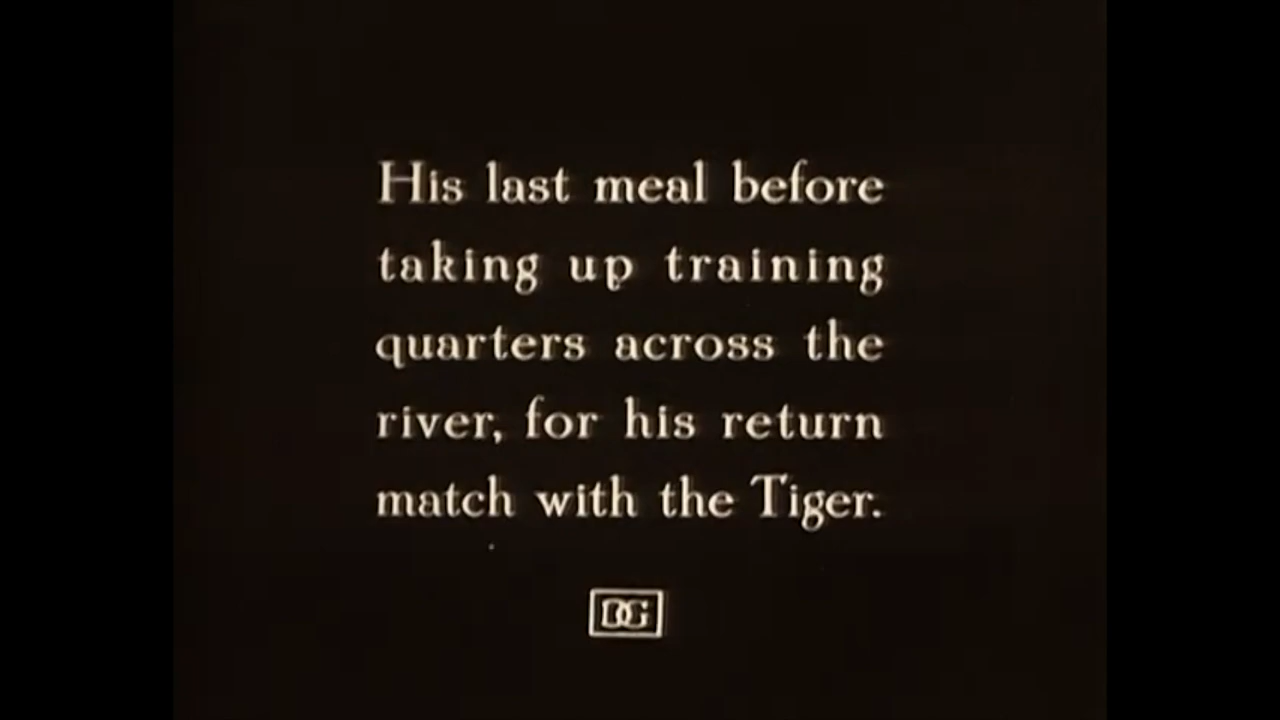 His last meal before
taking up training
quarters across the
river, for his return
match with the Tiger.
DG